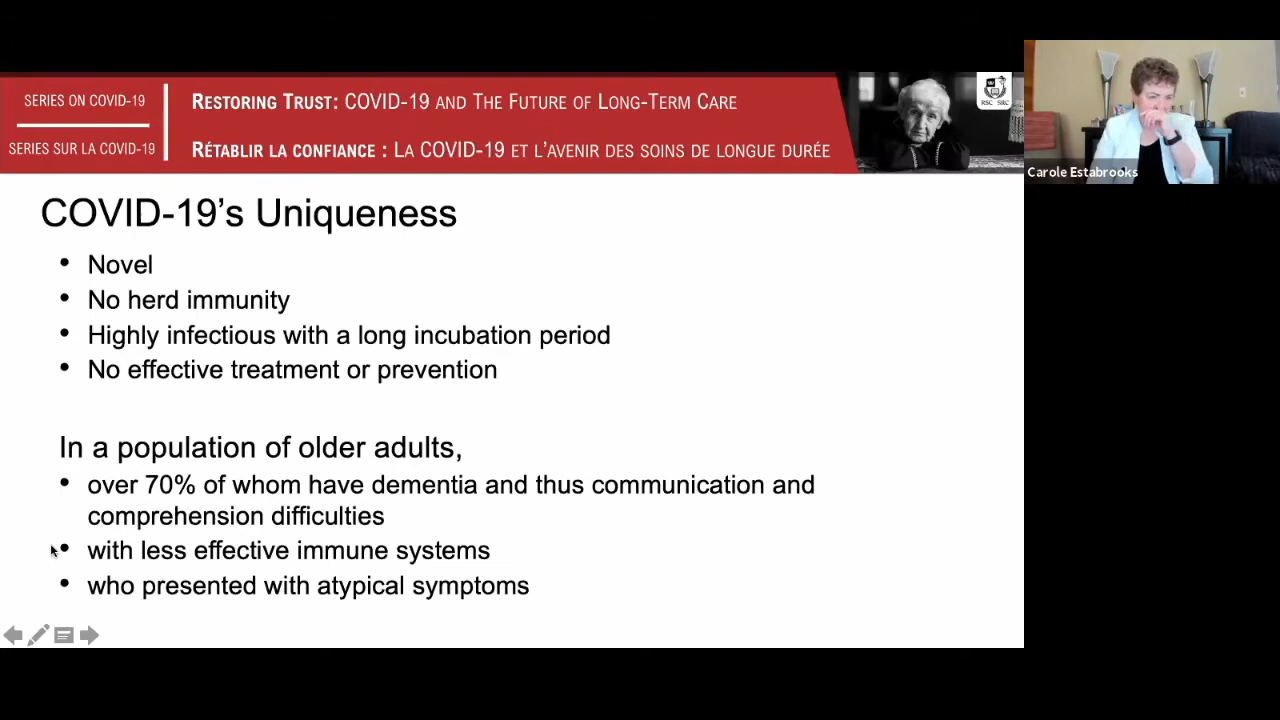 SERIES ON COVID-19
SERIES SUR LA COVID-19
RESTORING TRUST: COVID-19 AND THE FUTURE OF LONG-TERM CARE
RÉTABLIR LA CONFIANCE : LA COVID-19 ET L'AVENIR DES SOINS DE LONGUE DURÉE
RSC SRC
Carole Estabrooks
COVID-19's Uniqueness
• Novel
• No herd immunity
• Highly infectious with a long incubation period
• No effective treatment or prevention
In a population of older adults,
• over 70% of whom have dementia and thus communication and
comprehension difficulties
• with less effective immune systems
• who presented with atypical symptoms